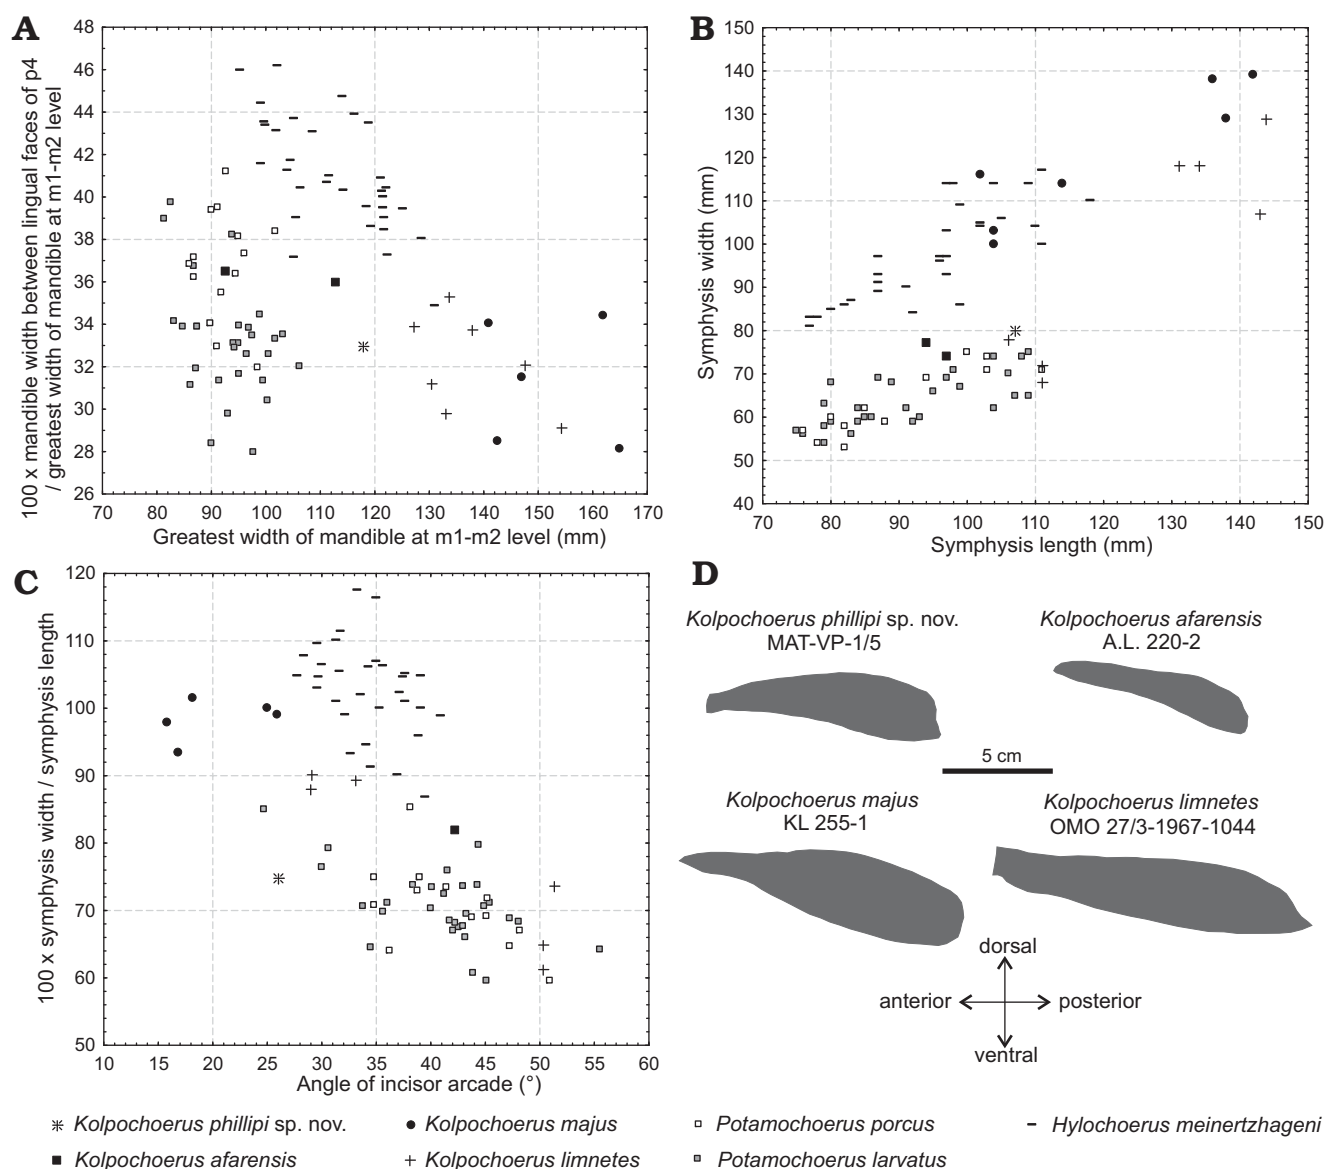 A
48
46
44
42
40
38
36
34
32
30
28
26
100 x mandible width between lingual faces of p4
/ greatest width of mandible at m1-m2 level
70 80 90 100 110 120 130 140 150 160 170
Greatest width of mandible at m1-m2 level (mm)
B
150
140
130
120
110
100
90
80
70
60
50
40
Symphysis width (mm)
70 80 90 100 110 120 130 140 150
Symphysis length (mm)
C
120
110
100
90
80
70
60
50
100 x symphysis width / symphysis length
10 15 20 25 30 35 40 45 50 55 60
Angle of incisor arcade (°)
D
Kolpochoerus phillipi sp. nov.
MAT-VP-1/5
Kolpochoerus afarensis
A.L. 220-2
5 cm
Kolpochoerus majus
KL 255-1
Kolpochoerus limnetes
OMO 27/3-1967-1044
dorsal
anterior posterior
ventral
Kolpochoerus phillipi sp. nov.
Kolpochoerus majus
Potamochoerus porcus
Hylochoerus meinertzhageni
Kolpochoerus afarensis
Kolpochoerus limnetes
Potamochoerus larvatus